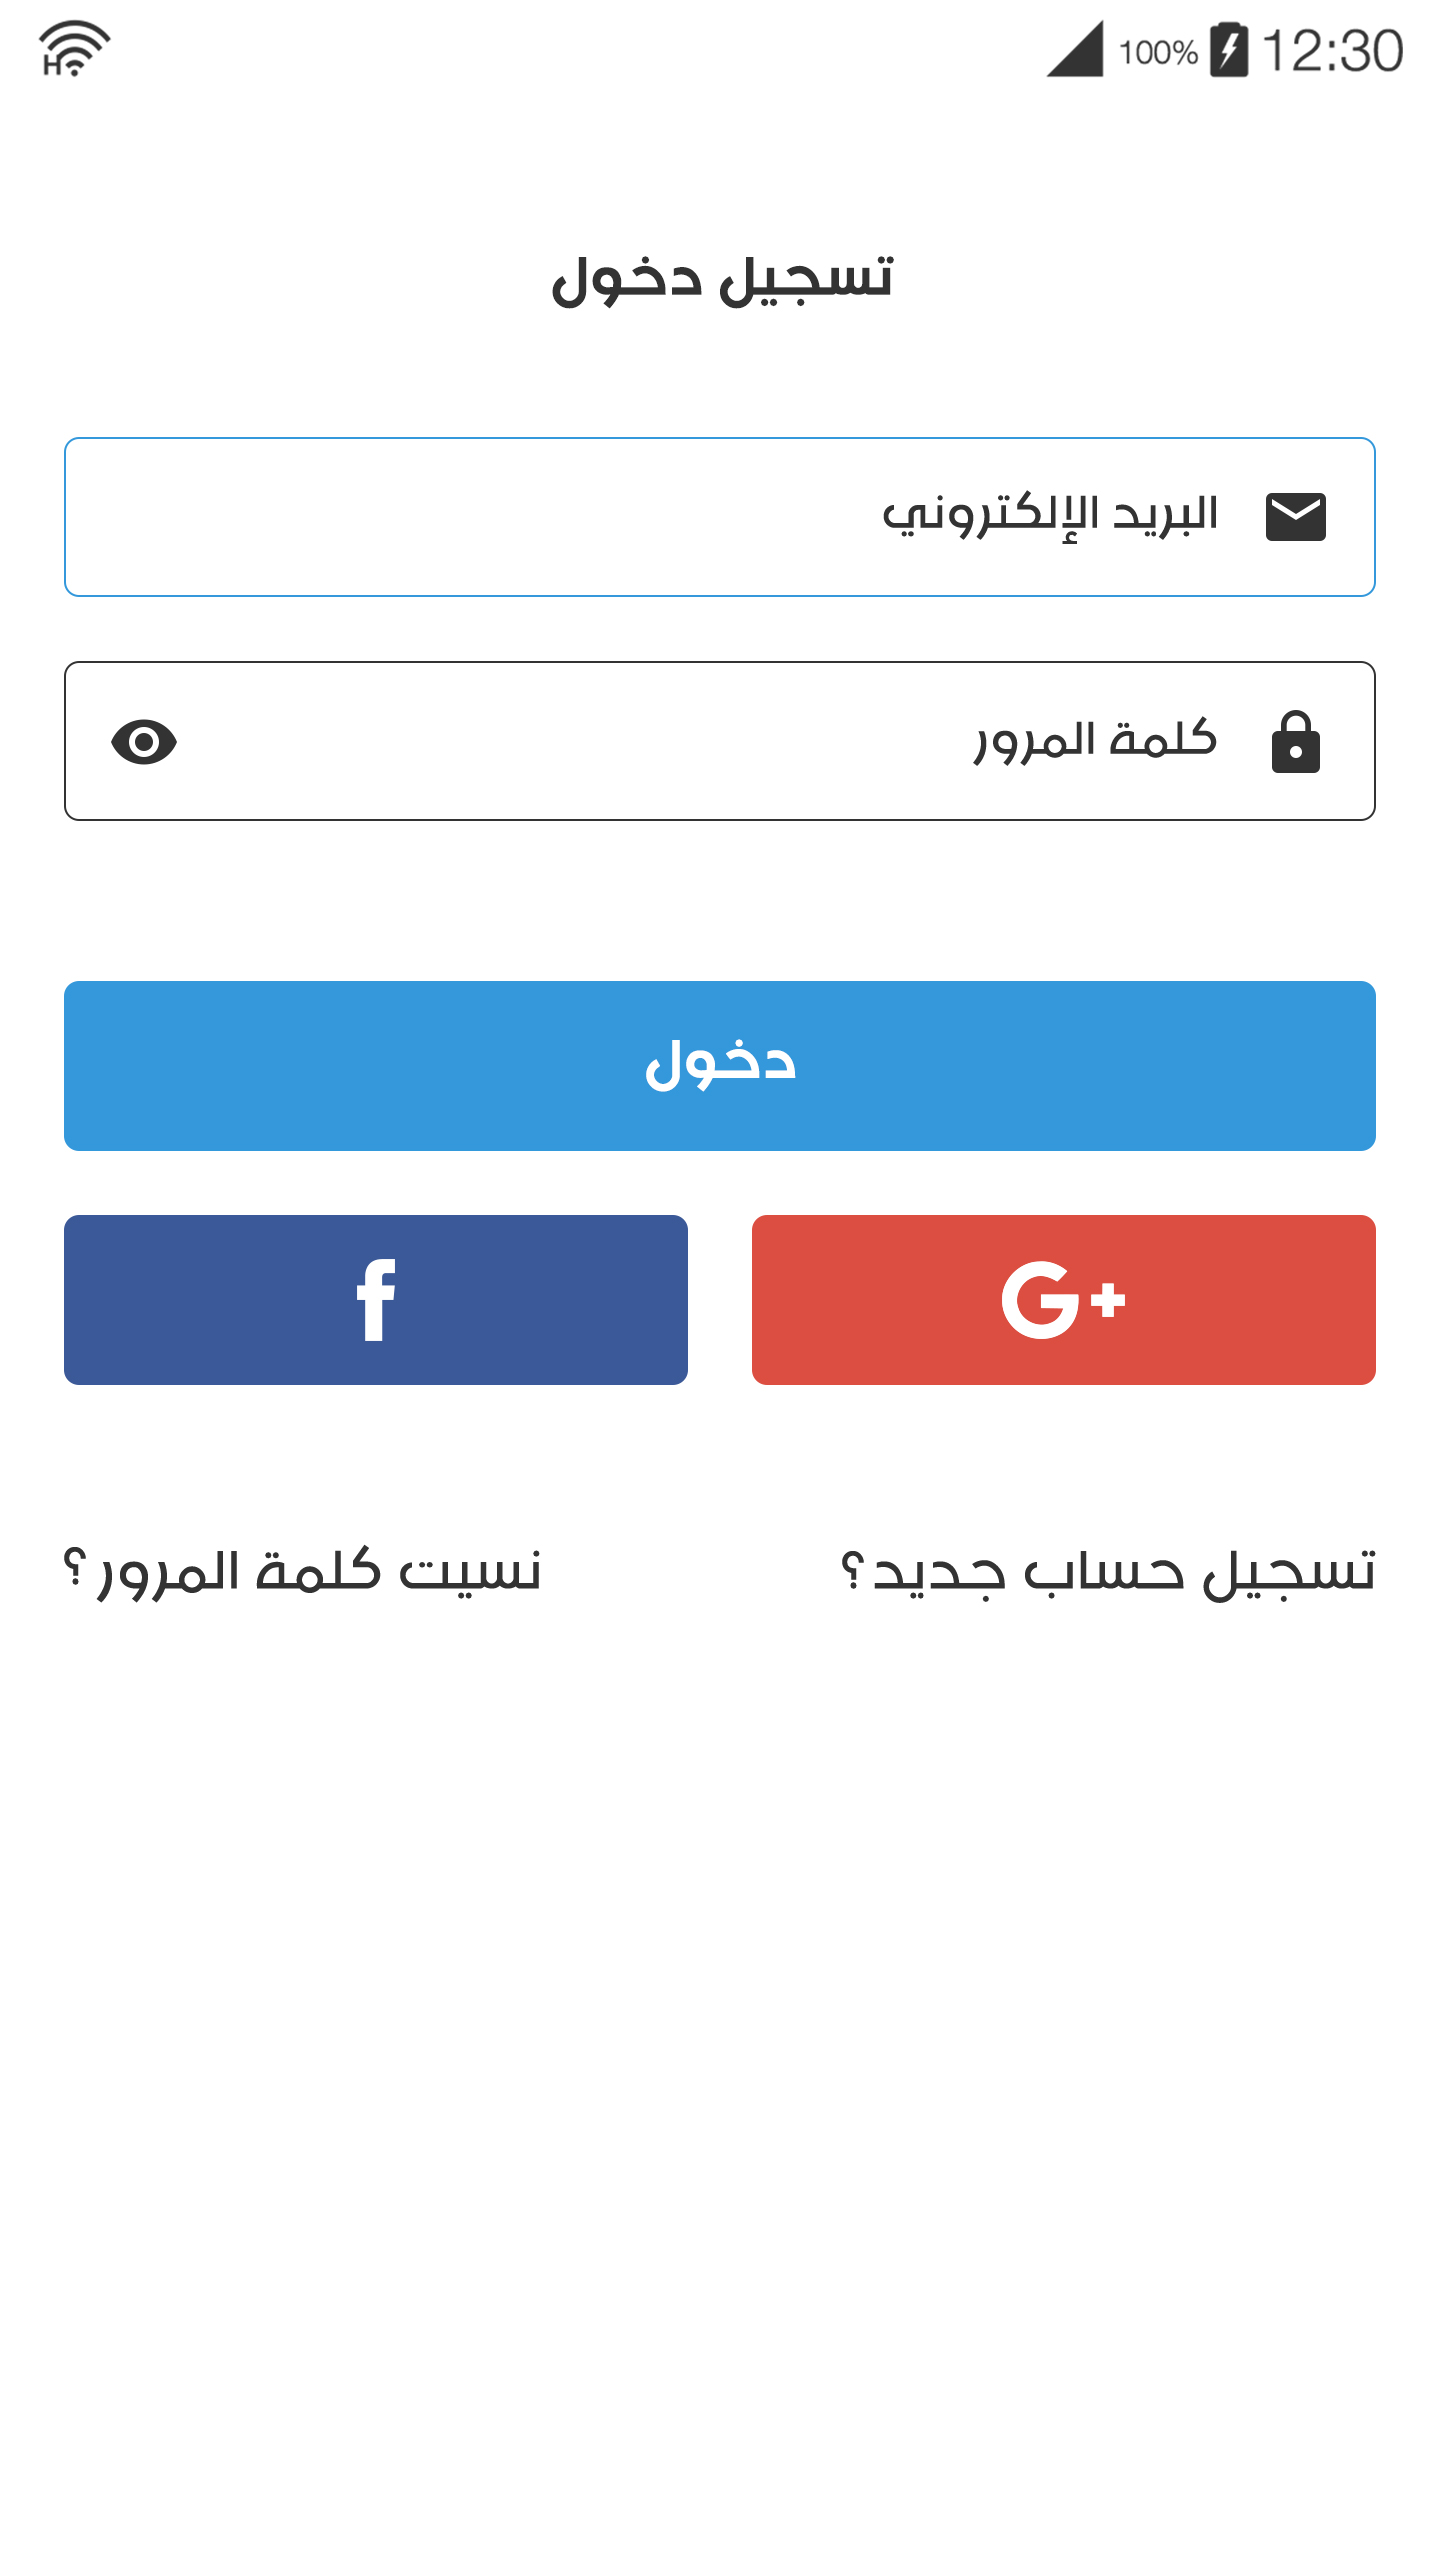 H 100% 12:30
تسجيل دخول
البريد الإلكتروني
كلمة المرور
دخول
G+ f
تسجيل حساب جديد؟ نسيت كلمة المرور؟